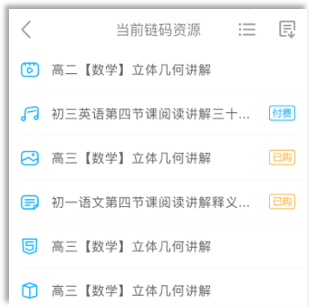 当前链码资源
高二【数学】立体几何讲解
初三英语第四节课阅读讲解三十... 付费
高三【数学】立体几何讲解 已购
初一语文第四节课阅读讲解释义... 已购
高三【数学】立体几何讲解
高三【数学】立体几何讲解